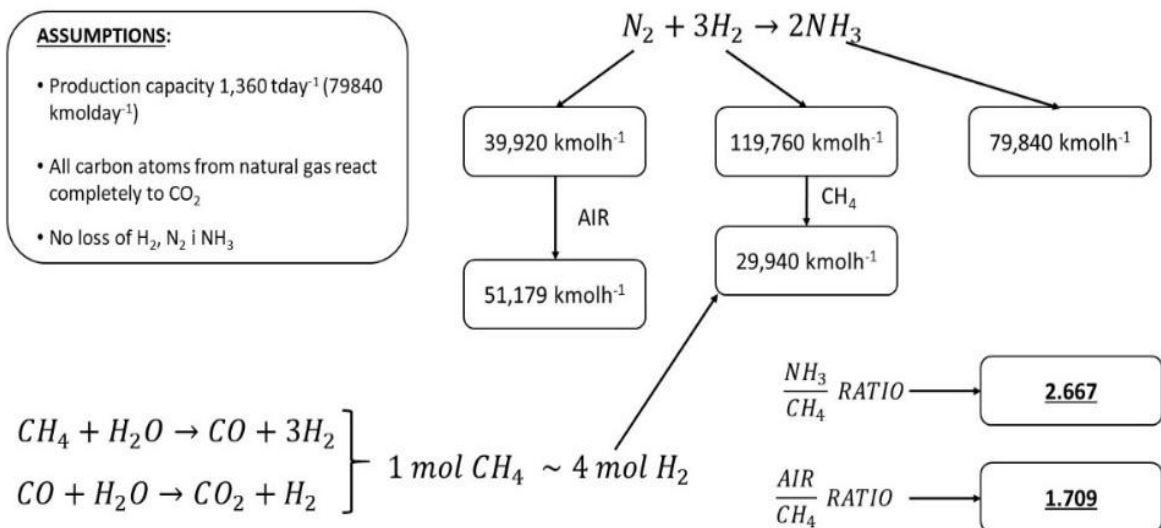 ASSUMPTIONS:
• Production capacity 1,360 tday⁻¹ (79840
kmolday⁻¹)
• All carbon atoms from natural gas react
completely to CO₂
• No loss of H₂, N₂ i NH₃
N₂ + 3H₂ → 2NH₃
39,920 kmolh⁻¹
119,760 kmolh⁻¹
79,840 kmolh⁻¹
AIR
CH₄
51,179 kmolh⁻¹
29,940 kmolh⁻¹
CH₄ + H₂O → CO + 3H₂
CO + H₂O → CO₂ + H₂
1 mol CH₄ ~ 4 mol H₂
NH₃/CH₄ RATIO
2.667
AIR/CH₄ RATIO
1.709